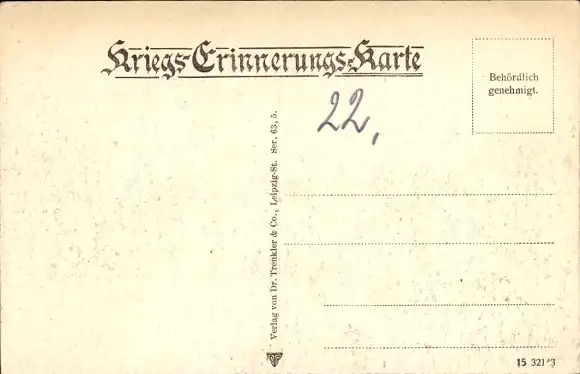 Kriegs-Erinnerungs-Karte
Behördlich
genehmigt.
22,
Verlag von Dr. Trenkler & Co., Leipzig-St. Ser. 63, 5.
15 321